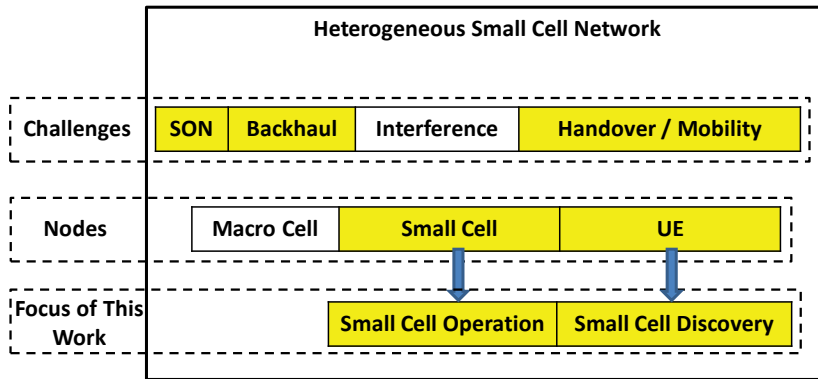 Heterogeneous Small Cell Network
Challenges SON Backhaul Interference Handover / Mobility
Nodes Macro Cell Small Cell UE
Focus of This
Work
Small Cell Operation Small Cell Discovery